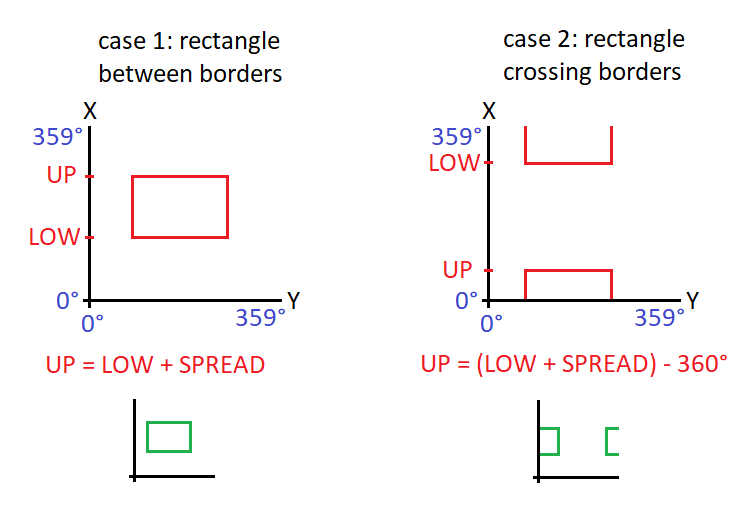 case 1: rectangle
between borders
X
359°
UP
LOW
0°
Y
0°
359°
UP = LOW + SPREAD
case 2: rectangle
crossing borders
X
359°
LOW
UP
0°
Y
0°
359°
UP = (LOW + SPREAD) - 360°